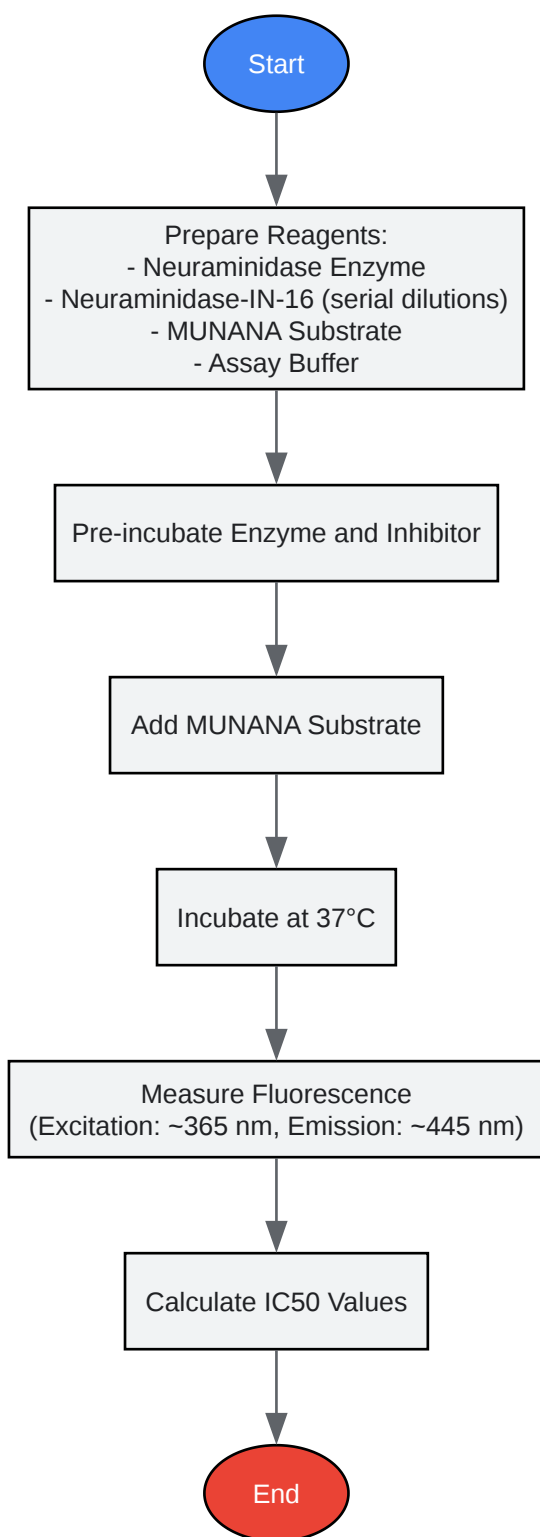 Start
Prepare Reagents:
- Neuraminidase Enzyme
- Neuraminidase-IN-16 (serial dilutions)
- MUNANA Substrate
- Assay Buffer
Pre-incubate Enzyme and Inhibitor
Add MUNANA Substrate
Incubate at 37°C
Measure Fluorescence
(Excitation: ~365 nm, Emission: ~445 nm)
Calculate IC50 Values
End